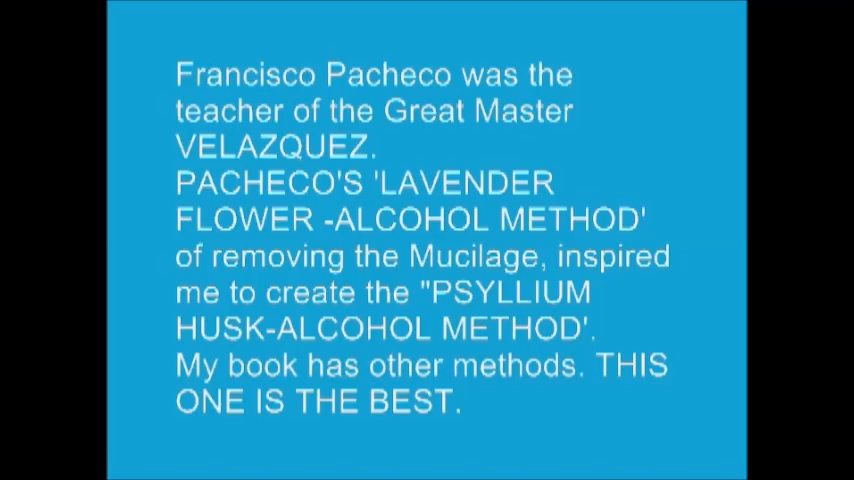 Francisco Pacheco was the
teacher of the Great Master
VELAZQUEZ.
PACHECO'S 'LAVENDER
FLOWER -ALCOHOL METHOD'
of removing the Mucilage, inspired
me to create the "PSYLLIUM
HUSK-ALCOHOL METHOD'.
My book has other methods. THIS
ONE IS THE BEST.